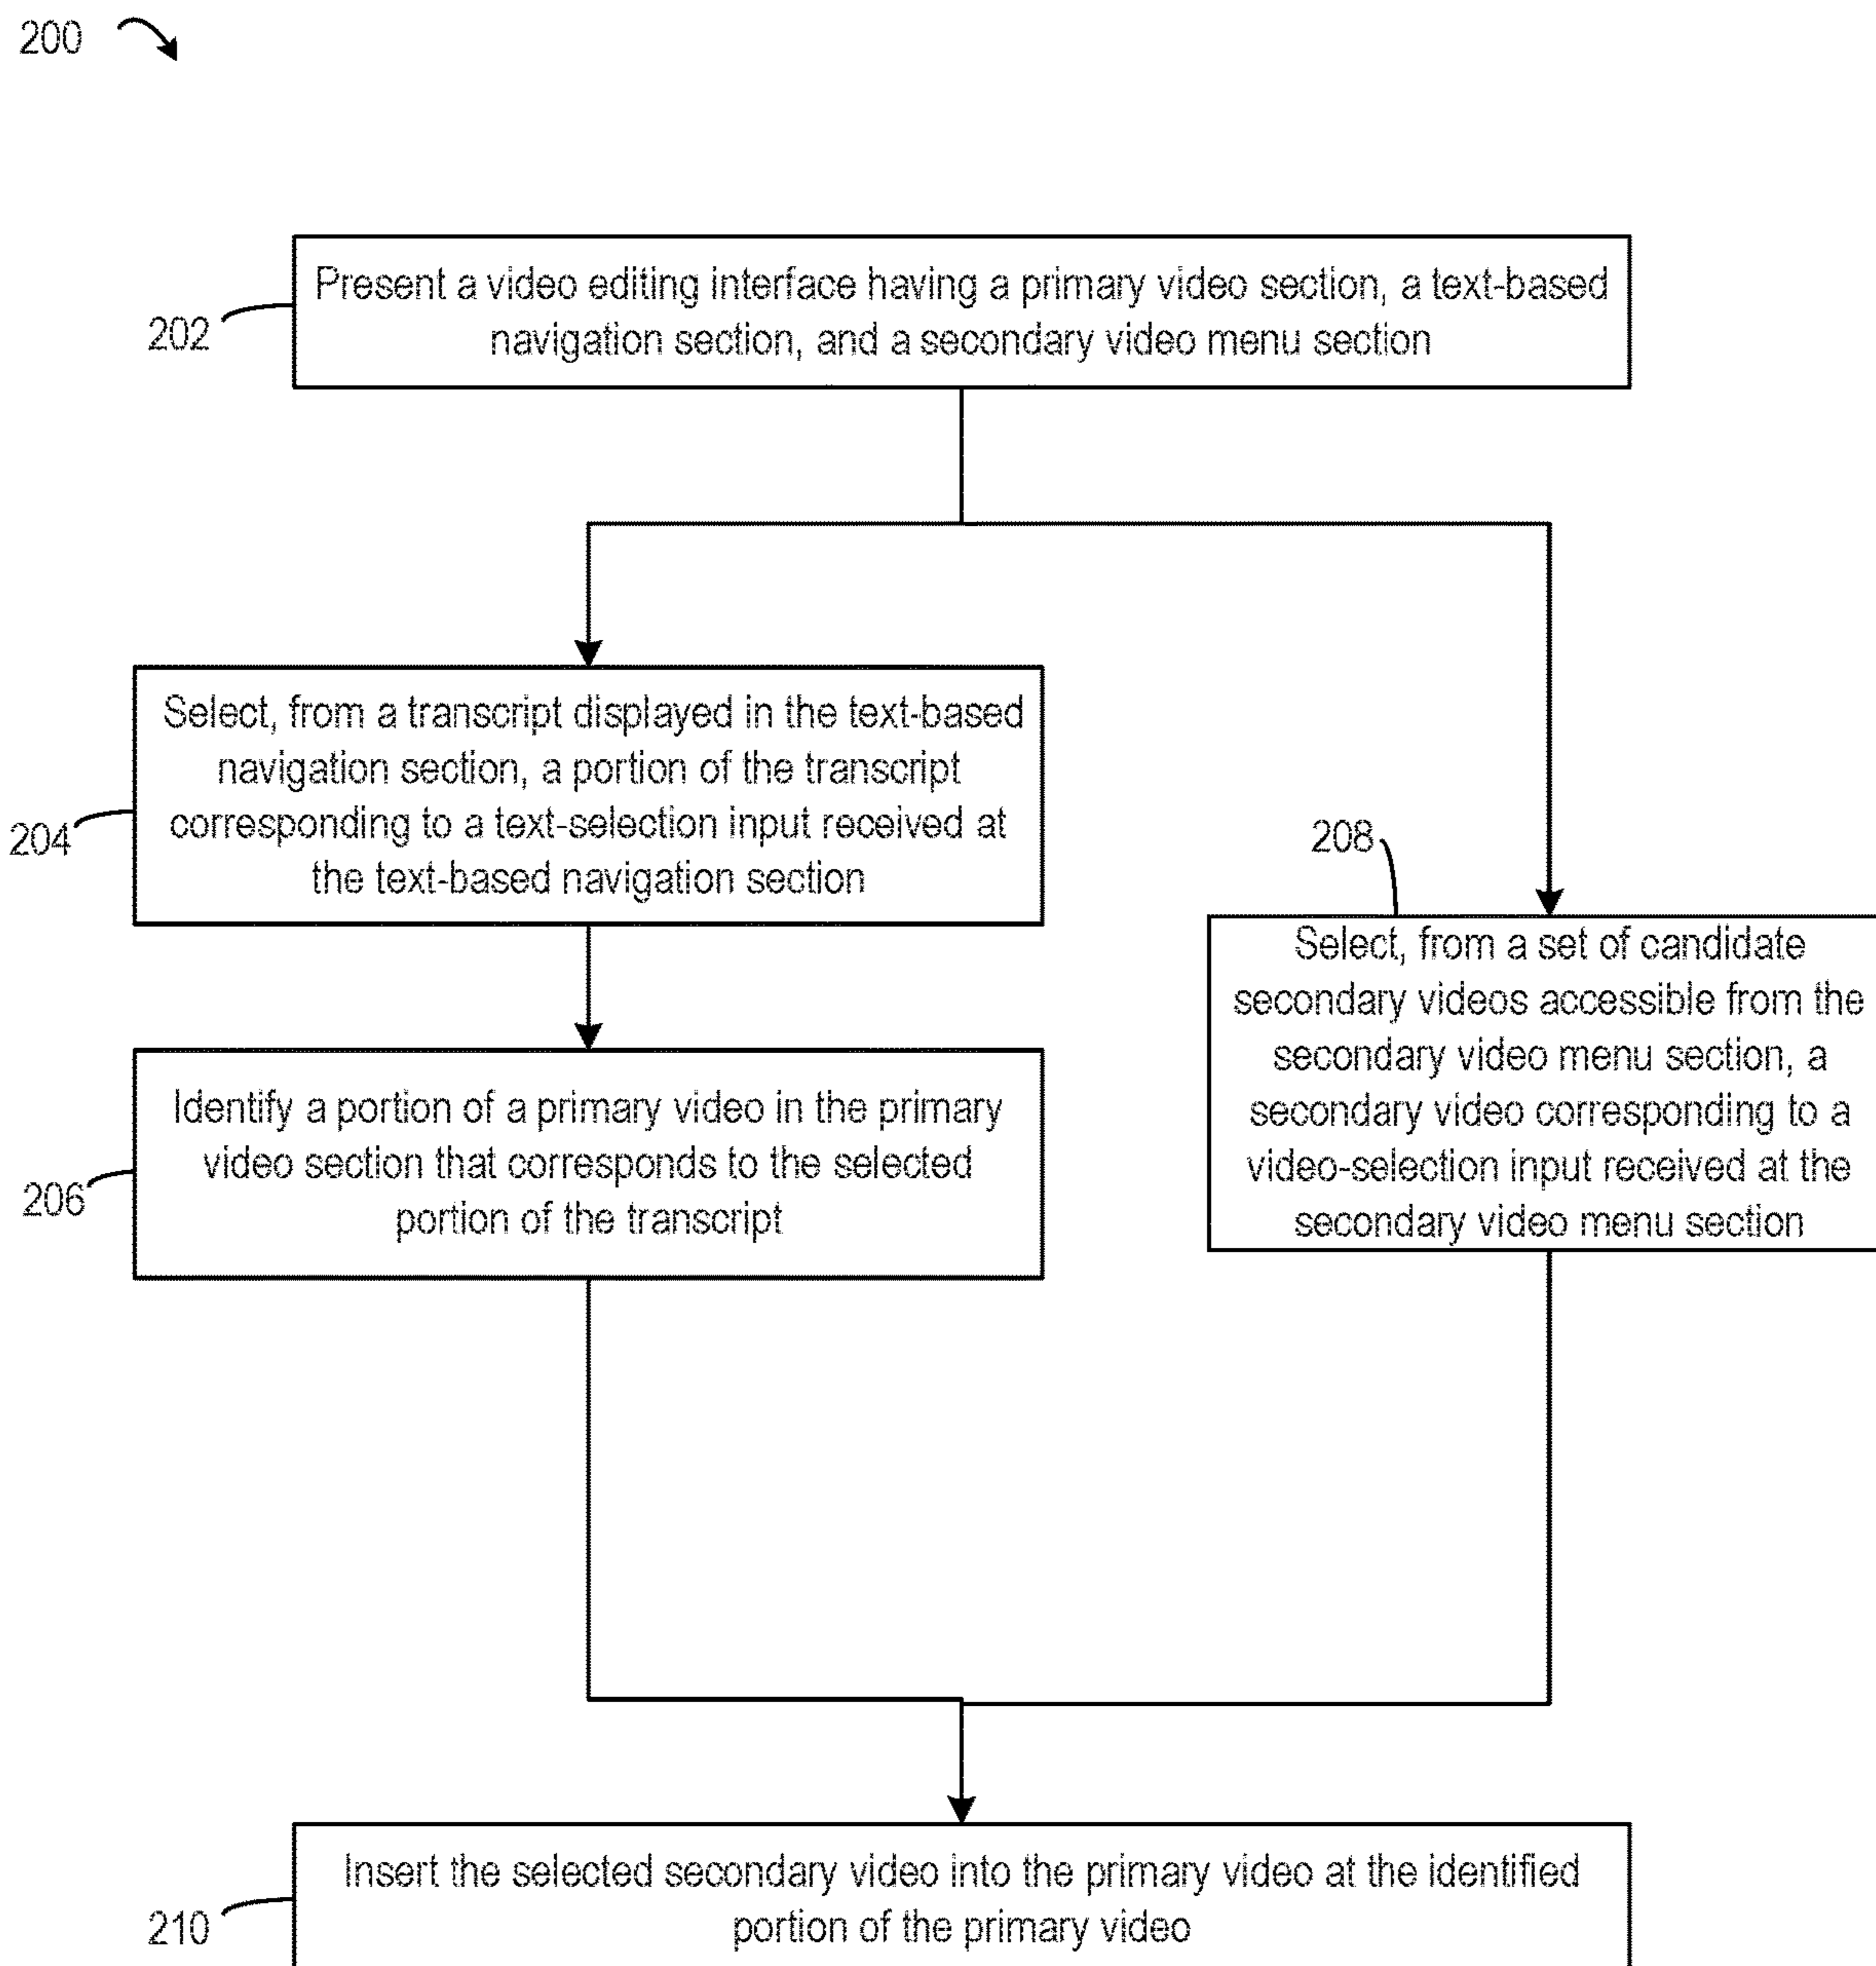 200
Present a video editing interface having a primary video section, a text-based
navigation section, and a secondary video menu section
202
Select, from a transcript displayed in the text-based
navigation section, a portion of the transcript
corresponding to a text-selection input received at
the text-based navigation section
204
Identify a portion of a primary video in the primary
video section that corresponds to the selected
portion of the transcript
206
208
Select, from a set of candidate
secondary videos accessible from the
secondary video menu section, a
secondary video corresponding to a
video-selection input received at the
secondary video menu section
Insert the selected secondary video into the primary video at the identified
portion of the primary video
210